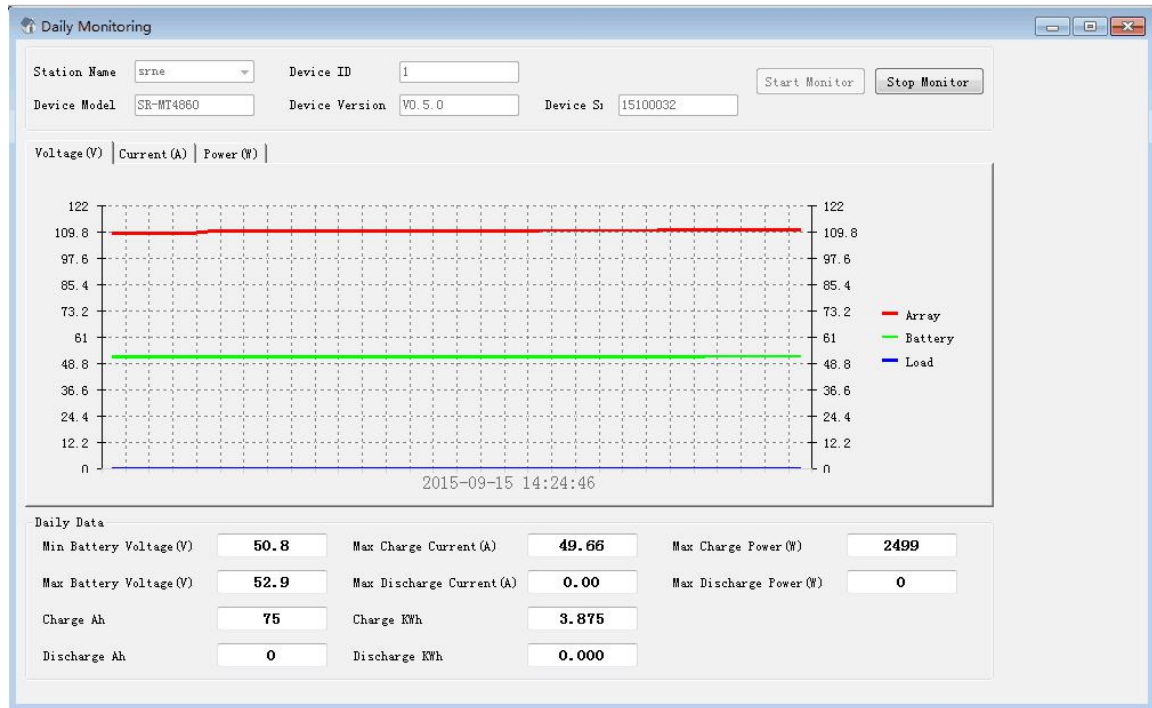 Daily Monitoring
Station Name srne Device ID 1
Start Monitor Stop Monitor
Device Model SR-MT4860 Device Version V0.5.0 Device S: 15100032
Voltage(V) Current(A) Power(W)
122 122
109.8 109.8
97.6 97.6
85.4 85.4
73.2 73.2 Array
61 61 Battery
48.8 48.8 Load
36.6 36.6
24.4 24.4
12.2 12.2
0 0
2015-09-15 14:24:46
Daily Data
Min Battery Voltage(V) 50.8 Max Charge Current(A) 49.66 Max Charge Power(W) 2499
Max Battery Voltage(V) 52.9 Max Discharge Current(A) 0.00 Max Discharge Power(W) 0
Charge Ah 75 Charge KWh 3.875
Discharge Ah 0 Discharge KWh 0.000